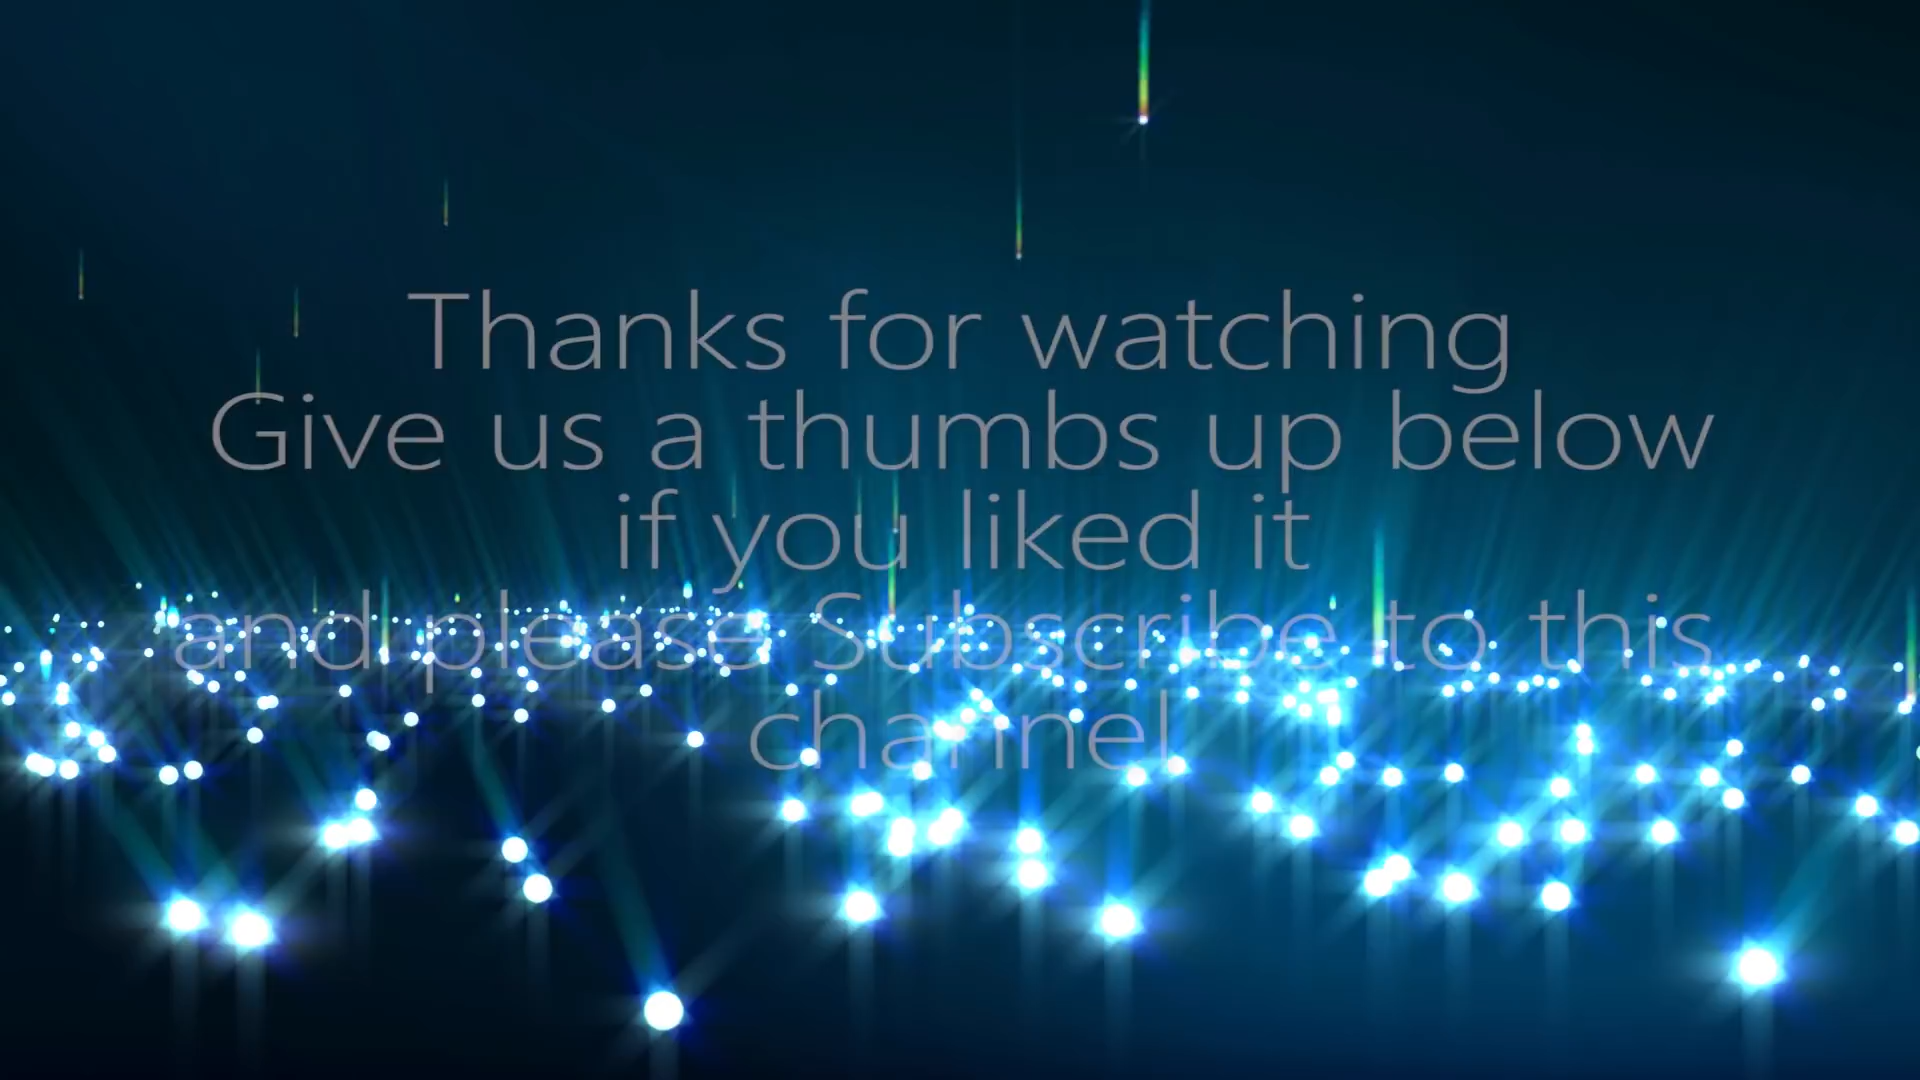 Thanks for watching
Give us a thumbs up below
if you liked it
and please Subscribe to this
channel